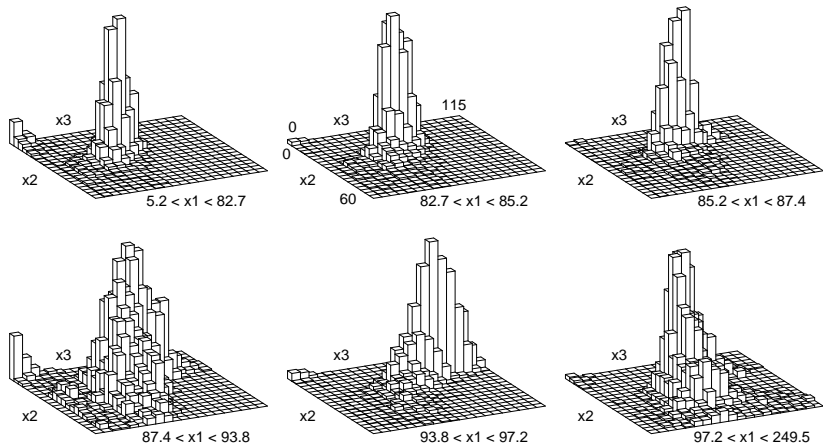 x3
x2
5.2 < x1 < 82.7
0
0
x3
115
x2
60
82.7 < x1 < 85.2
x3
x2
85.2 < x1 < 87.4
x3
x2
87.4 < x1 < 93.8
x3
x2
93.8 < x1 < 97.2
x3
x2
97.2 < x1 < 249.5